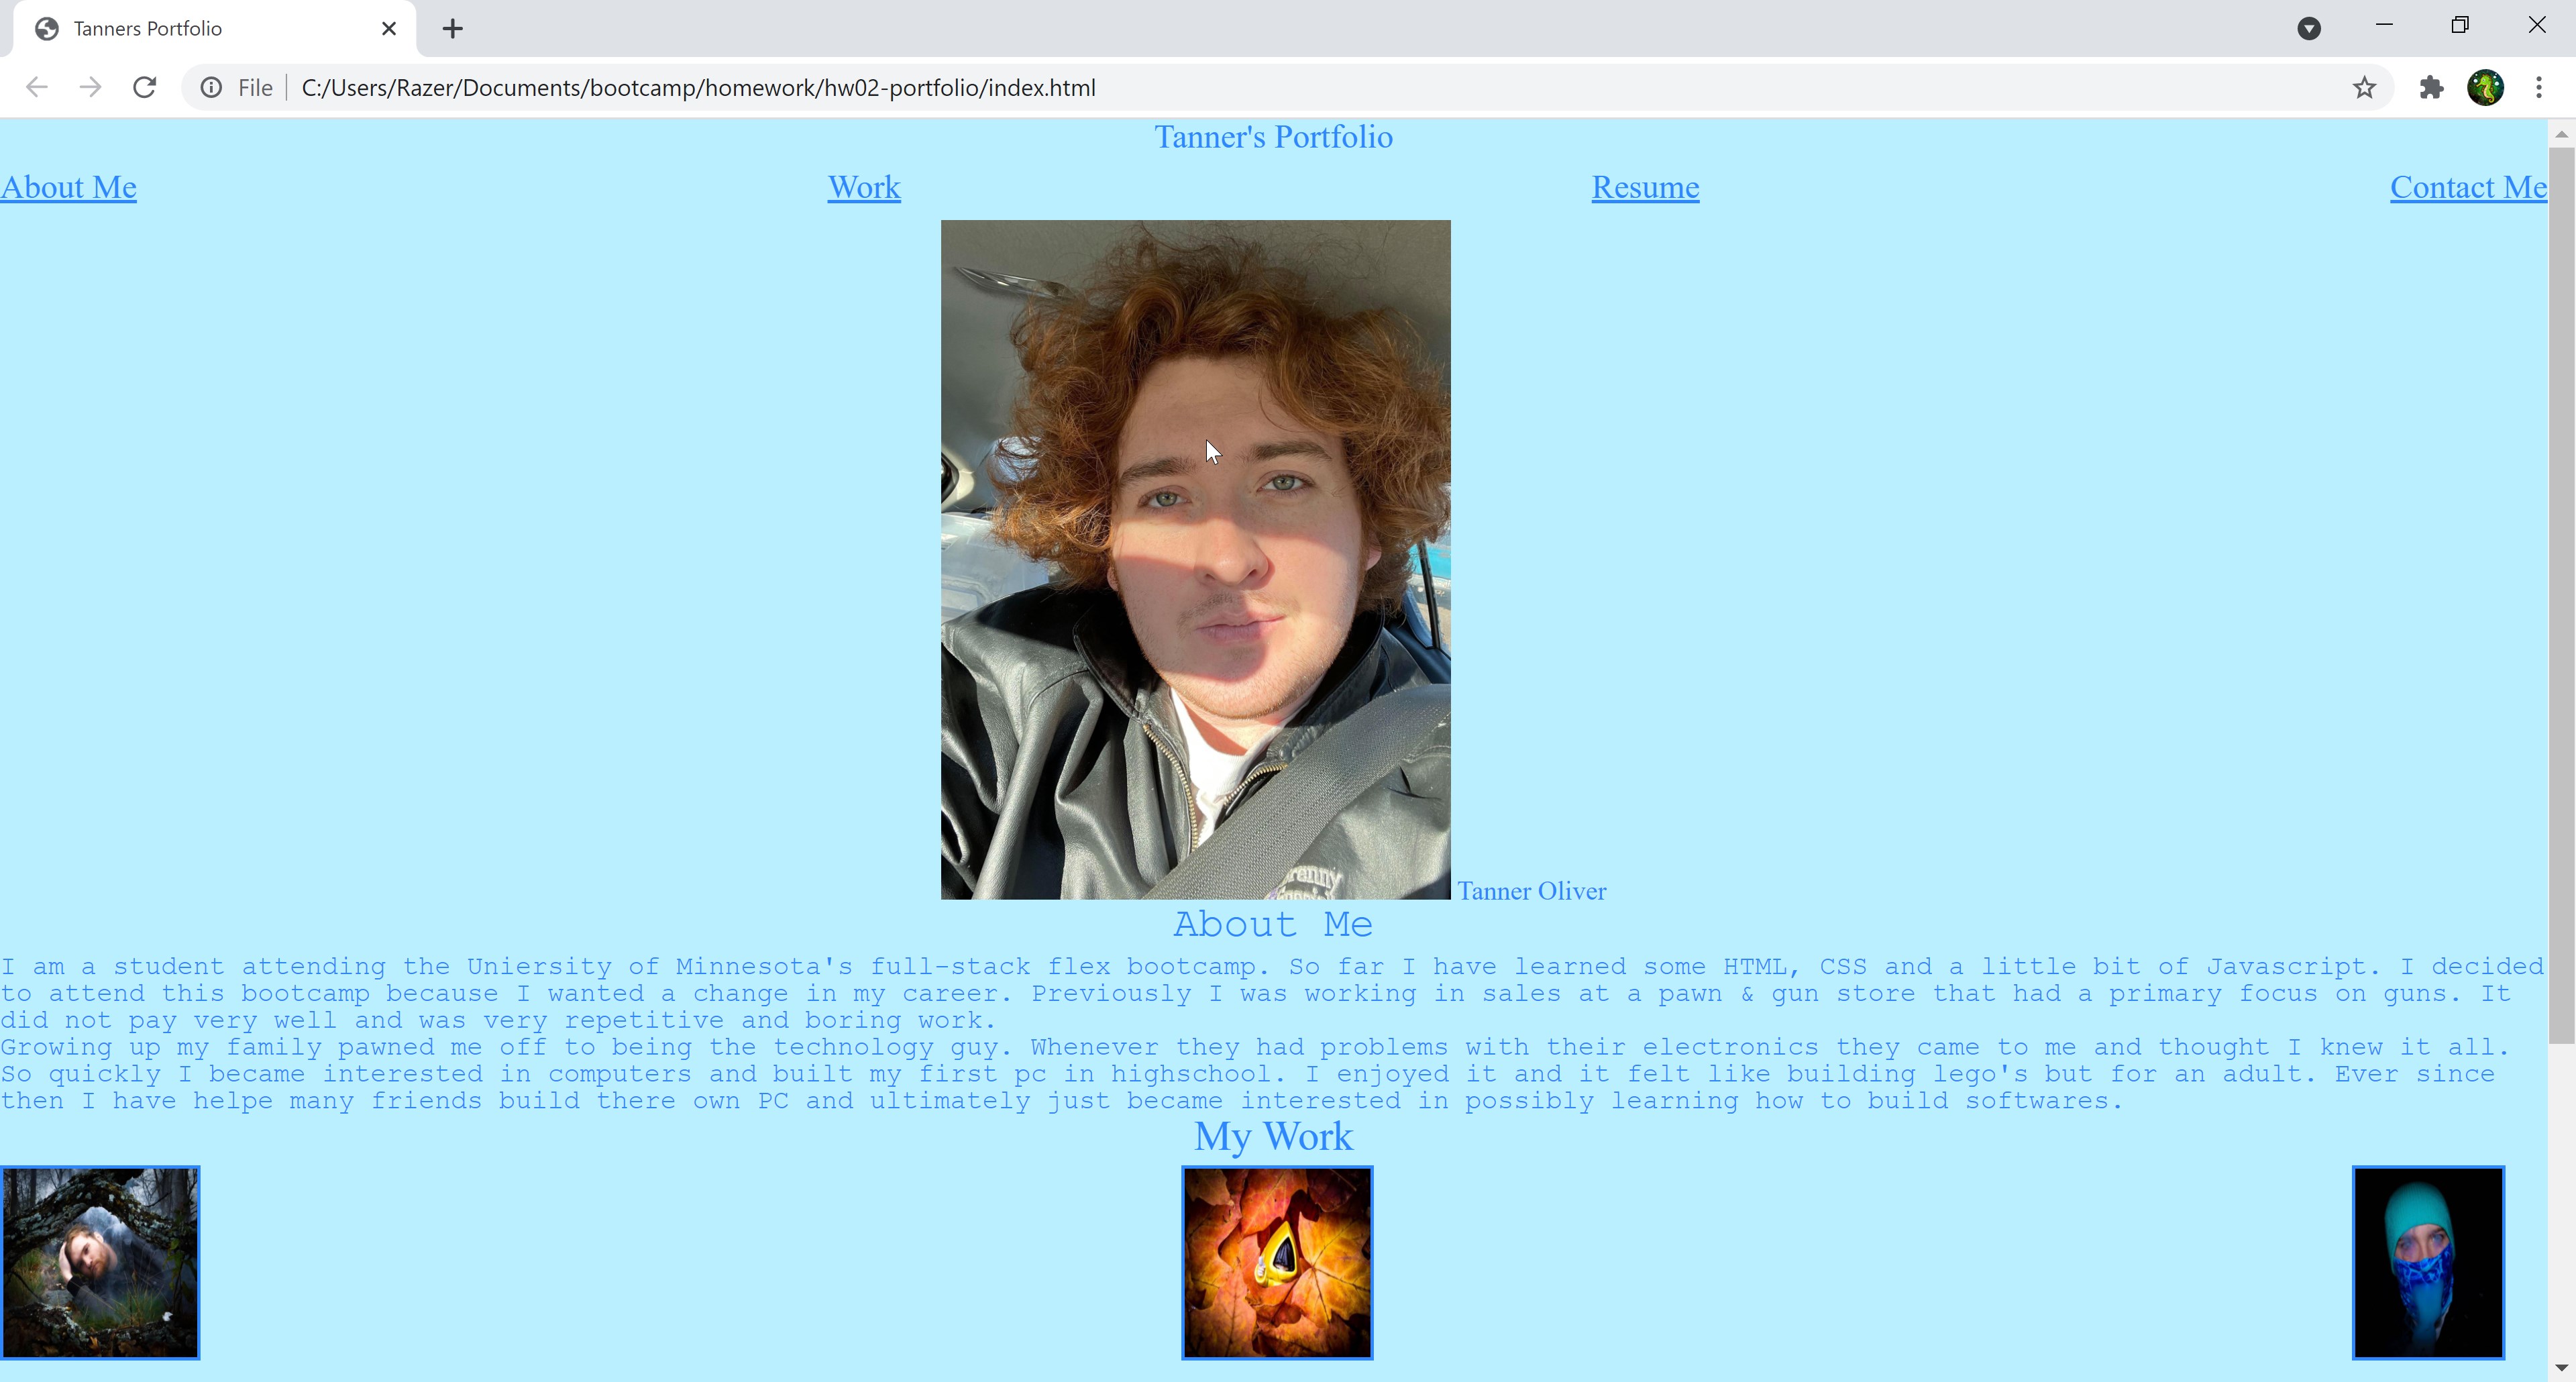 Tanners Portfolio
File
C:/Users/Razer/Documents/bootcamp/homework/hw02-portfolio/index.html
Tanner's Portfolio
About Me Work Resume Contact Me
Tanner Oliver
About Me
I am a student attending the Uniersity of Minnesota's full-stack flex bootcamp. So far I have learned some HTML, CSS and a little bit of Javascript. I decided
to attend this bootcamp because I wanted a change in my career. Previously I was working in sales at a pawn & gun store that had a primary focus on guns. It
did not pay very well and was very repetitive and boring work.
Growing up my family pawned me off to being the technology guy. Whenever they had problems with their electronics they came to me and thought I knew it all.
So quickly I became interested in computers and built my first pc in highschool. I enjoyed it and it felt like building lego's but for an adult. Ever since
then I have helpe many friends build there own PC and ultimately just became interested in possibly learning how to build softwares.
My Work